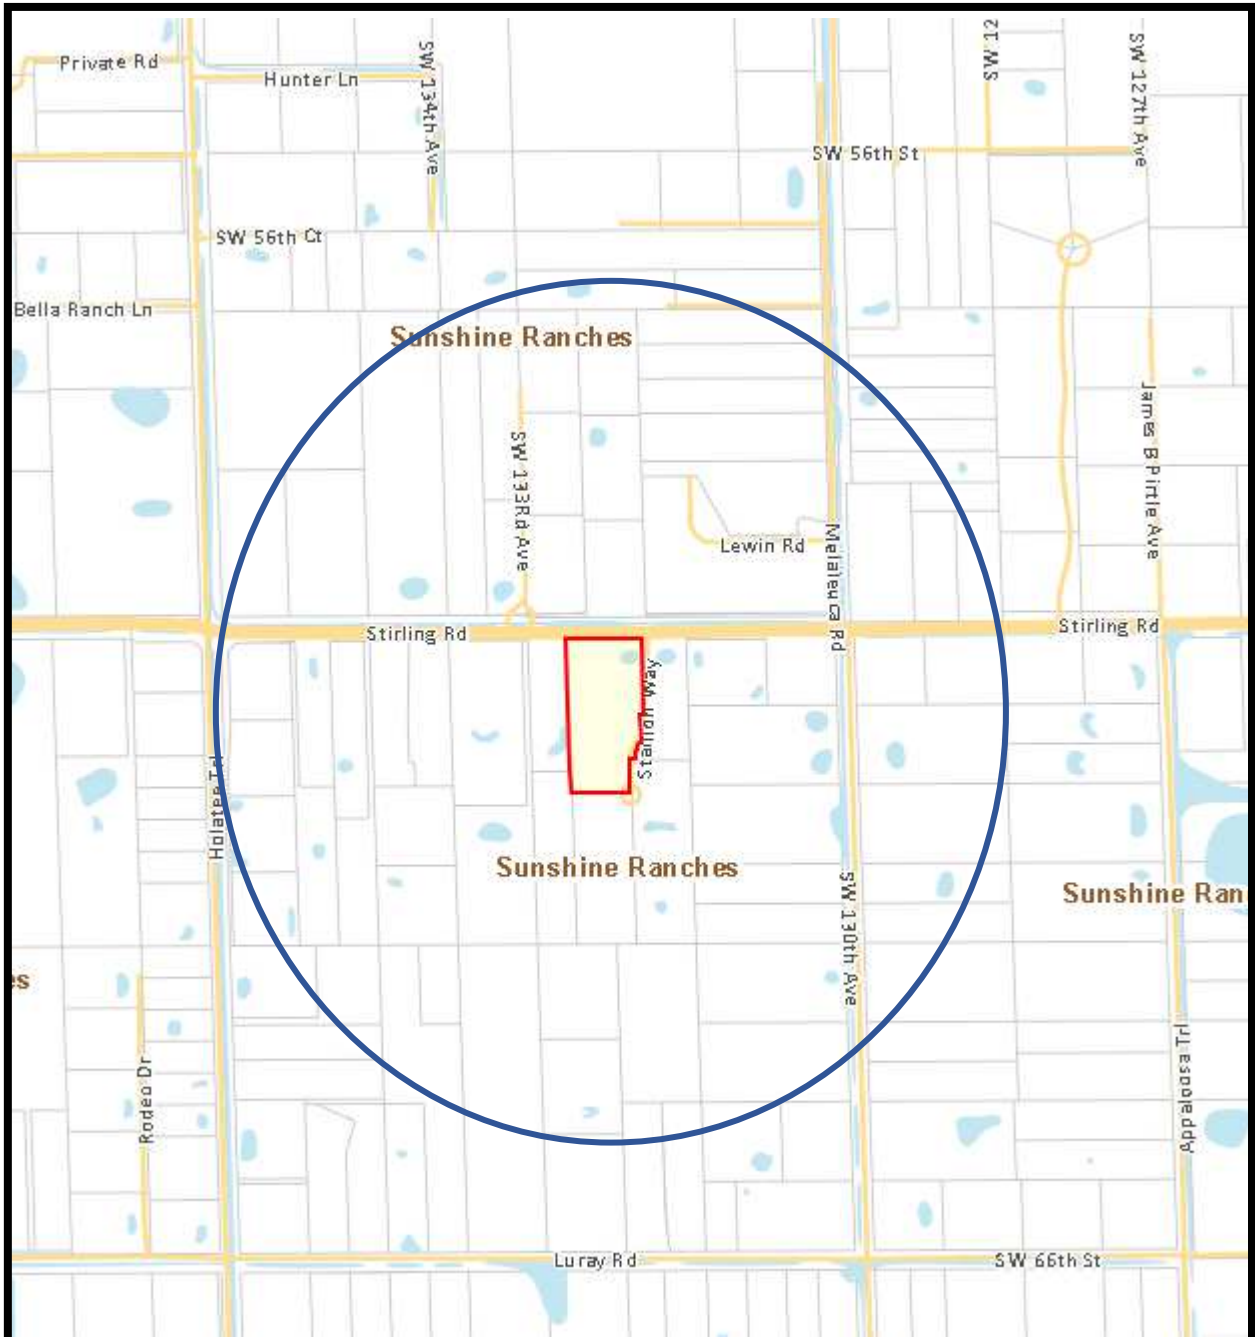 SW 12
Private Rd
Hunter Ln
SW 134th Ave
SW 127th Ave
SW 56th St
SW 56th Ct
Bella Ranch Ln
Sunshine Ranches
James B Pirtle Ave
SW 133Rd Ave
Lewin Rd
Melaleuca Rd
Stirling Rd
Stirling Rd
Stallion Way
Holatee Trl
Sunshine Ranches
Sunshine Ran
SW 130th Ave
es
Rodeo Dr
Appaloosa Trl
Luray Rd
SW 66th St